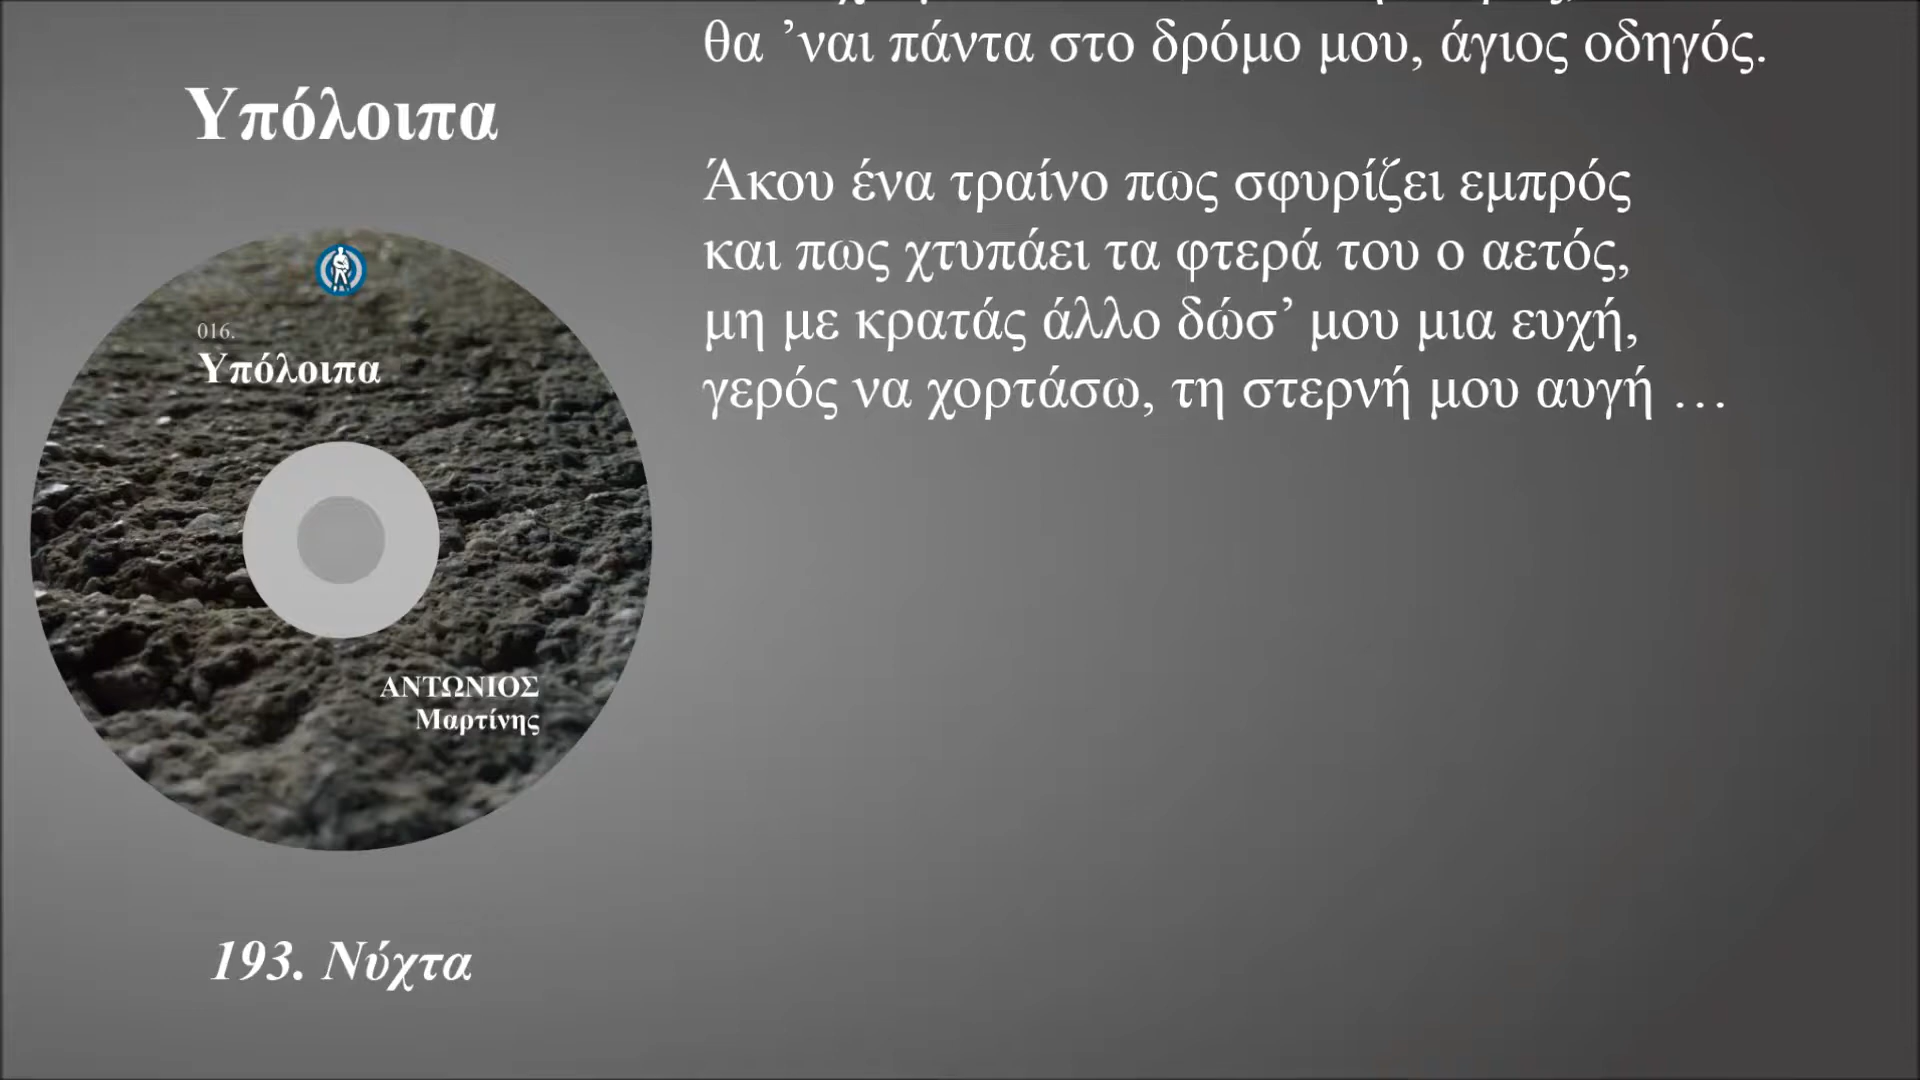 Υπόλοιπα
016.
Υπόλοιπα
ΑΝΤΩΝΙΟΣ
Μαρτίνης
193. Νύχτα
θα ’ναι πάντα στο δρόμο μου, άγιος οδηγός.
Άκου ένα τραίνο πως σφυρίζει εμπρός
και πως χτυπάει τα φτερά του ο αετός,
μη με κρατάς άλλο δώσ’ μου μια ευχή,
γερός να χορτάσω, τη στερνή μου αυγή …